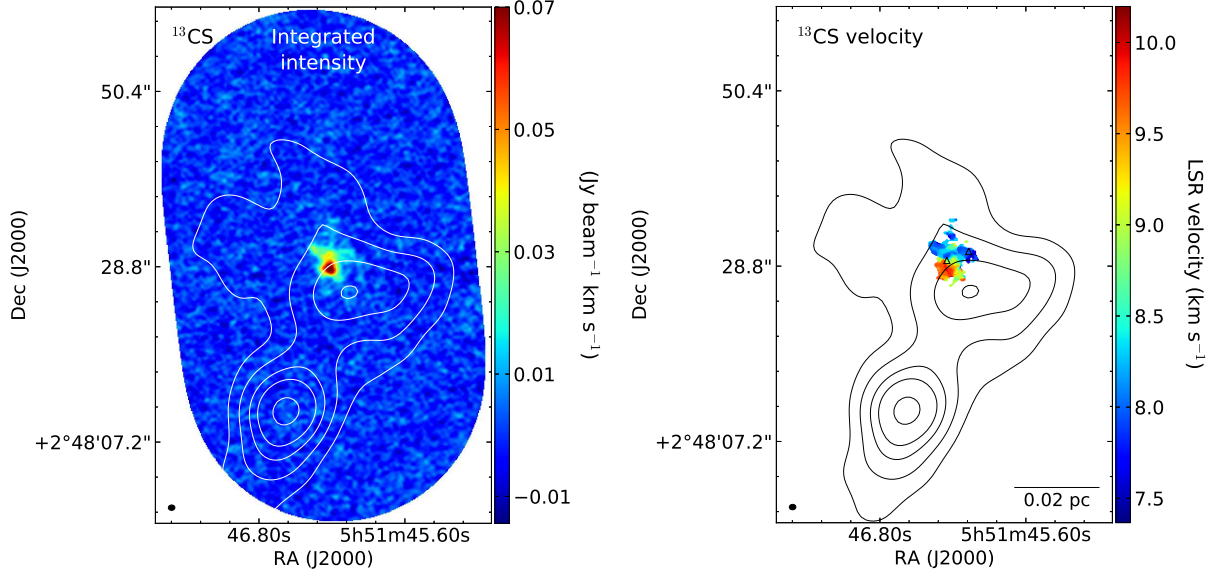 ¹³CS
Integrated
intensity
50.4"
28.8"
+2°48'07.2"
Dec (J2000)
46.80s
5h51m45.60s
RA (J2000)
0.07
0.05
0.03
0.01
−0.01
(Jy beam⁻¹ km s⁻¹)
¹³CS velocity
50.4"
28.8"
+2°48'07.2"
Dec (J2000)
0.02 pc
46.80s
5h51m45.60s
RA (J2000)
10.0
9.5
9.0
8.5
8.0
7.5
LSR velocity (km s⁻¹)